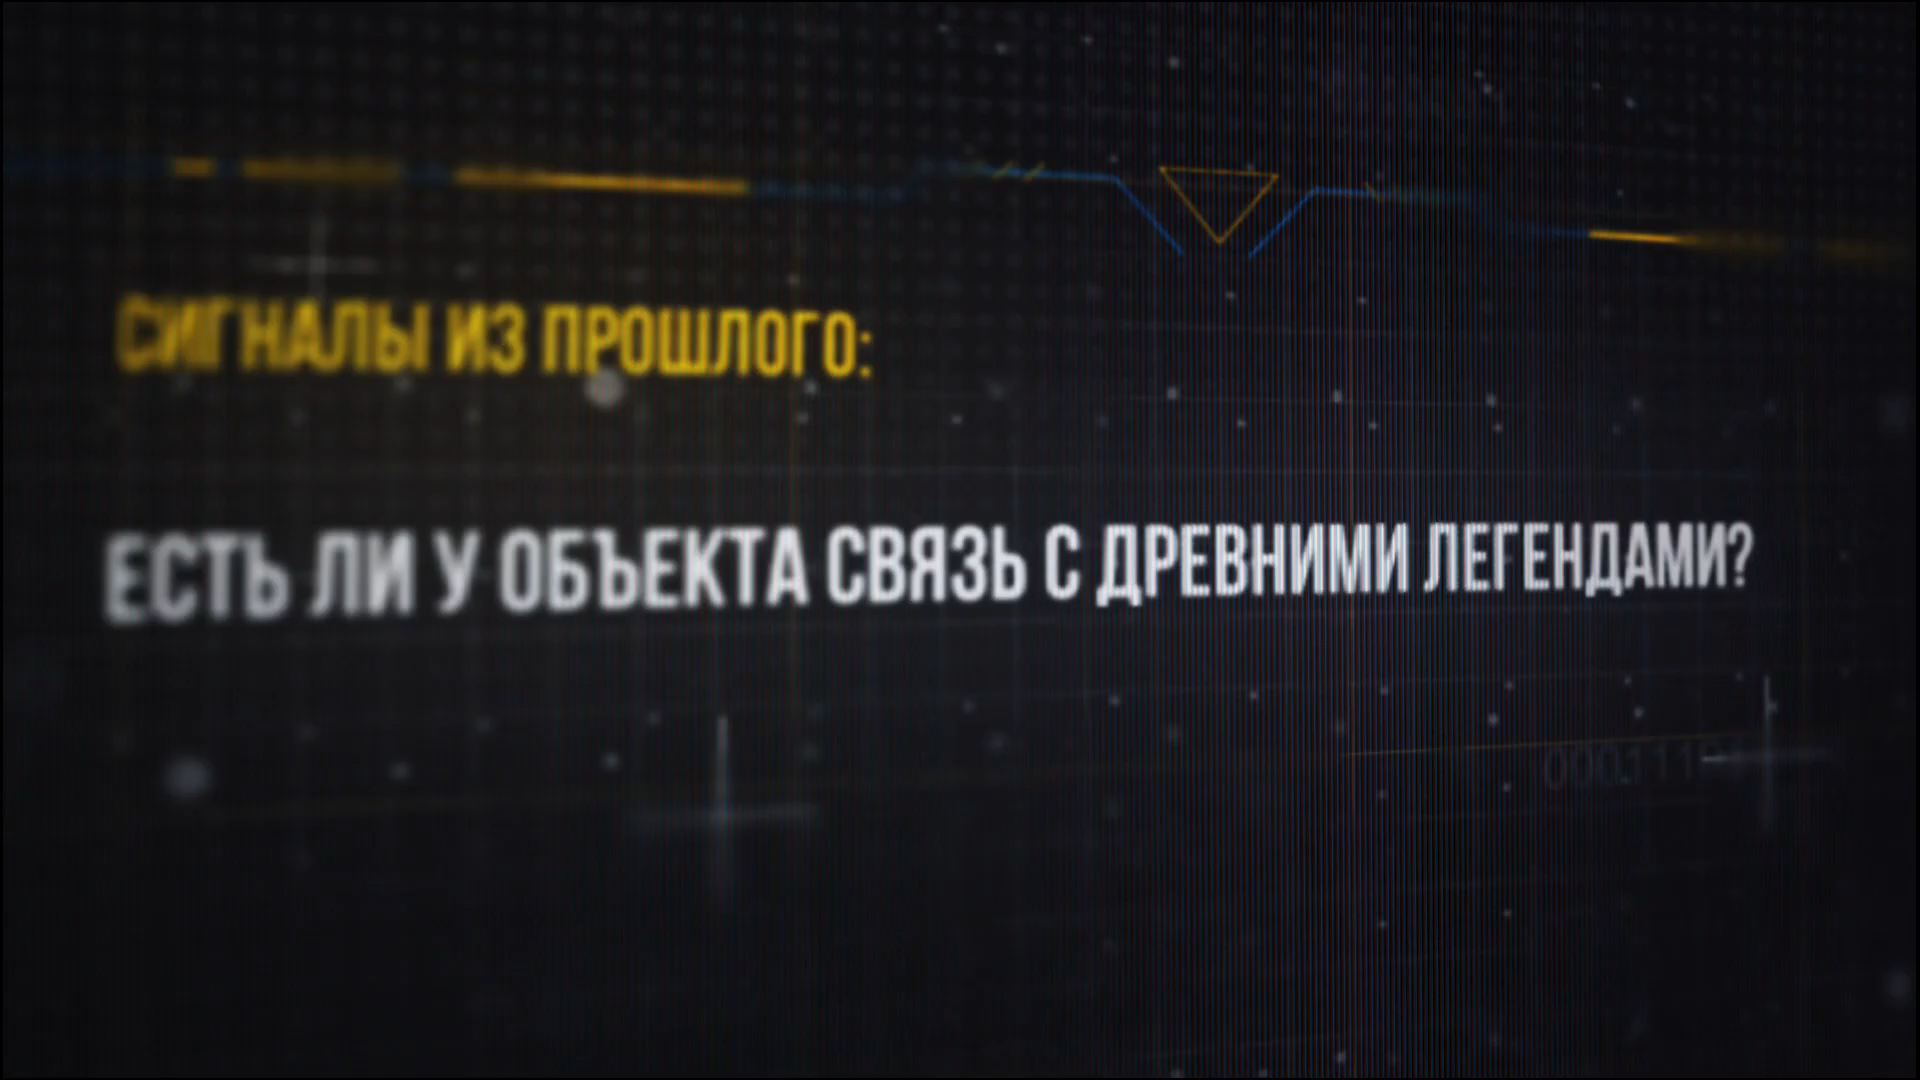 СИГНАЛЫ ИЗ ПРОШЛОГО:
ЕСТЬ ЛИ У ОБЪЕКТА СВЯЗЬ С ДРЕВНИМИ ЛЕГЕНДАМИ?